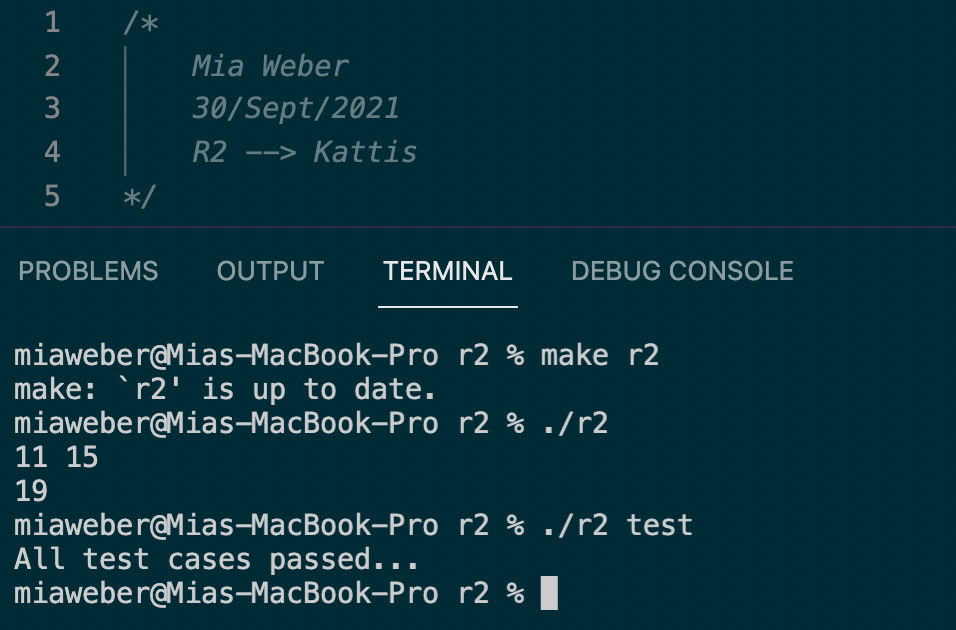 1 /*
2 Mia Weber
3 30/Sept/2021
4 R2 --> Kattis
5 */
PROBLEMS OUTPUT TERMINAL DEBUG CONSOLE
miaweber@Mias-MacBook-Pro r2 % make r2
make: `r2' is up to date.
miaweber@Mias-MacBook-Pro r2 % ./r2
11 15
19
miaweber@Mias-MacBook-Pro r2 % ./r2 test
All test cases passed...
miaweber@Mias-MacBook-Pro r2 %